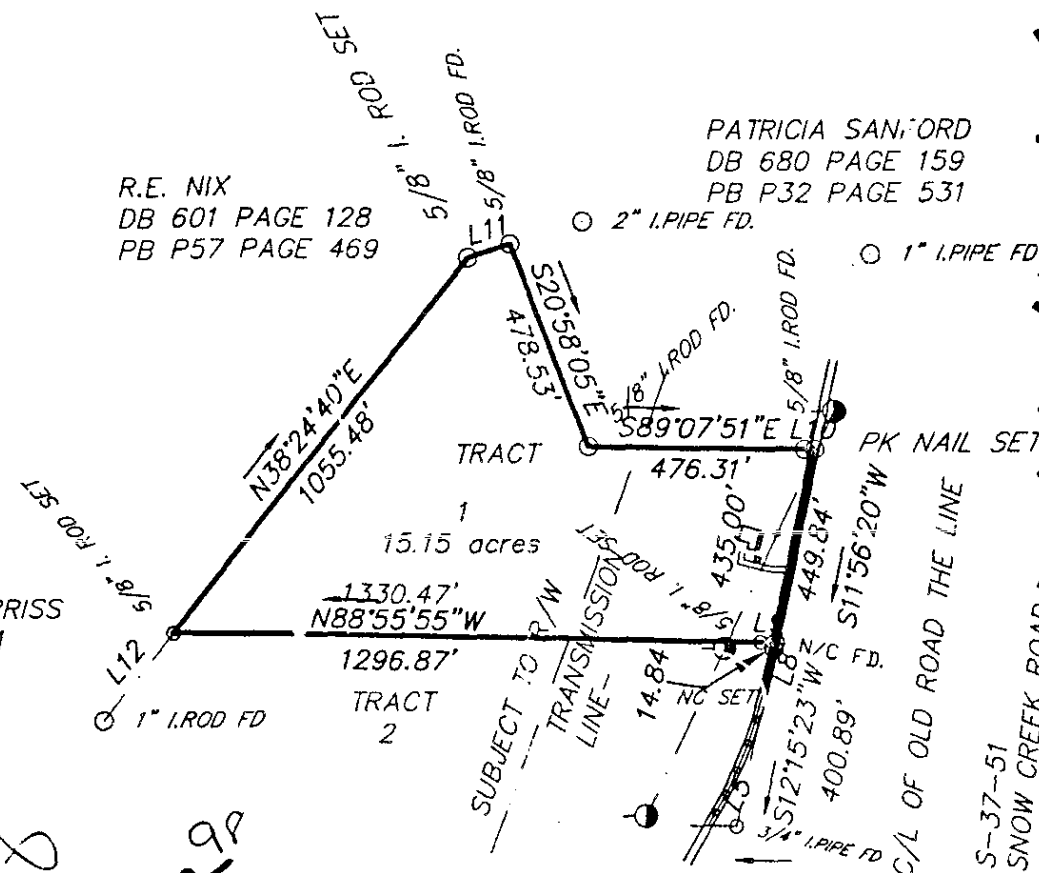 5/8" I. ROD SET
5/8" I.ROD FD.
PATRICIA SANFORD
DB 680 PAGE 159
PB P32 PAGE 531
R.E. NIX
DB 601 PAGE 128
PB P57 PAGE 469
L11
2" I.PIPE FD.
1" I.PIPE FD
S20°58'05"E
478.53'
5/8" I.ROD FD.
5/8" I.ROD FD.
N38°24'40"E
1055.48'
S89°07'51"E
L10
476.31'
PK NAIL SET
TRACT
1
15.15 acres
5/8" I. ROD SET
5/8" I. ROD SET
435.00'
449.84'
S11°56'20"W
1330.47'
N88°55'55"W
1296.87'
PRISS
L12
1" I.ROD FD
TRACT
2
SUBJECT TO R/W
TRANSMISSION
LINE-
14.84
NC SET
L8
N/C FD.
S12°15'23"W
400.89'
L5
3/4" I.PIPE FD
C/L OF OLD ROAD THE LINE
S-37-51
SNOW CREEK ROAD